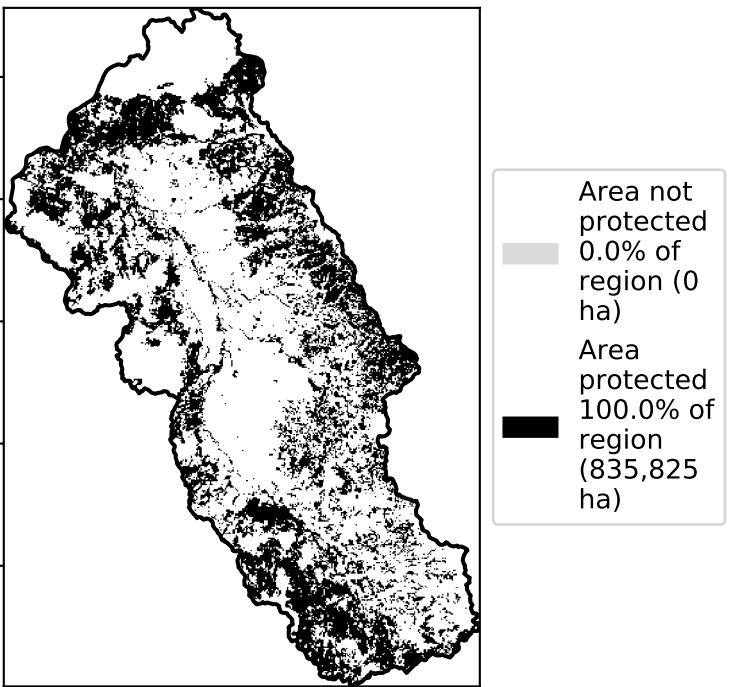 Area not
protected
0.0% of
region (0
ha)
Area
protected
100.0% of
region
(835,825
ha)